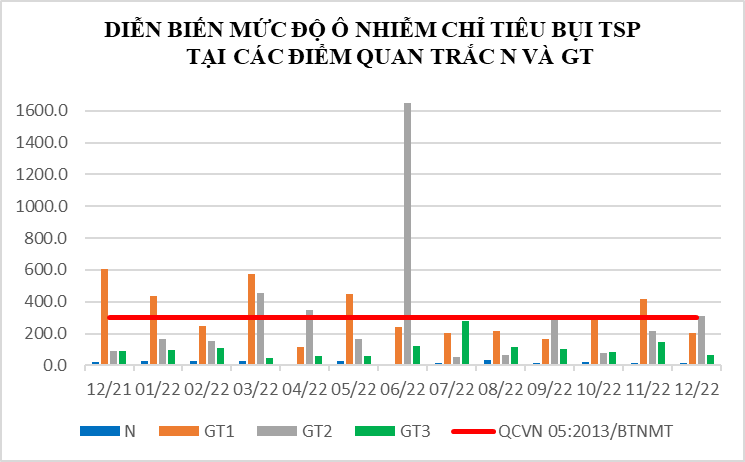 DIỄN BIẾN MỨC ĐỘ Ô NHIỄM CHỈ TIÊU BỤI TSP
TẠI CÁC ĐIỂM QUAN TRẮC N VÀ GT
1600.0
1400.0
1200.0
1000.0
800.0
600.0
400.0
200.0
0.0
12/21 01/22 02/22 03/22 04/22 05/22 06/22 07/22 08/22 09/22 10/22 11/22 12/22
N GT1 GT2 GT3 QCVN 05:2013/BTNMT